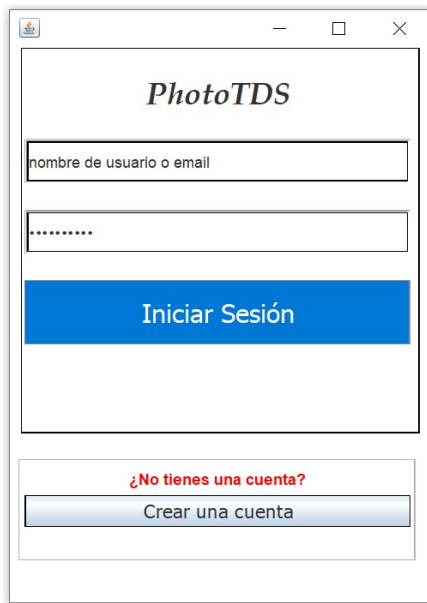 PhotoTDS
nombre de usuario o email
••••••••••
Iniciar Sesión
¿No tienes una cuenta?
Crear una cuenta